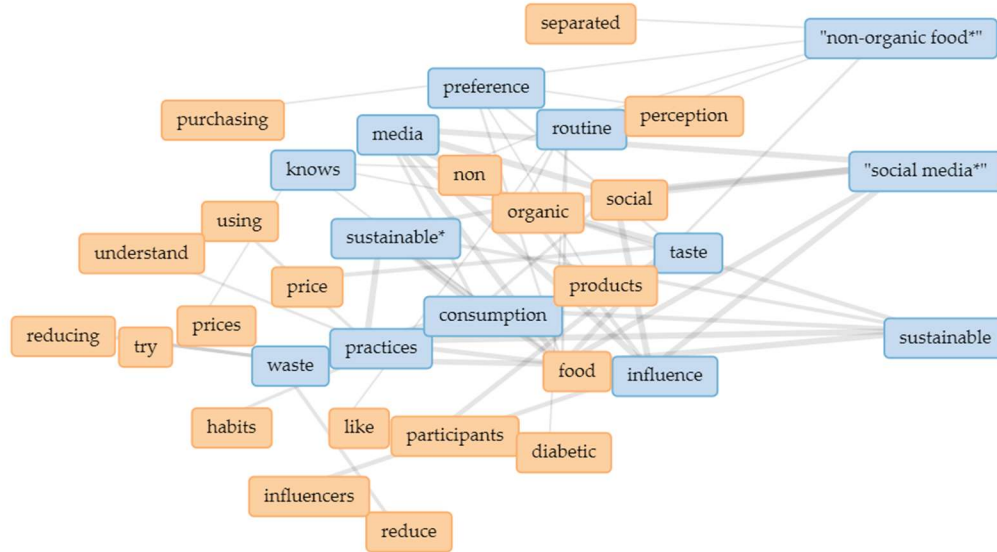 separated
"non-organic food*"
preference
purchasing
perception
media
routine
knows
"social media*"
non
organic
social
using
understand
sustainable*
taste
price
products
consumption
prices
reducing
try
practices
sustainable
waste
food
influence
habits
like
participants
diabetic
influencers
reduce